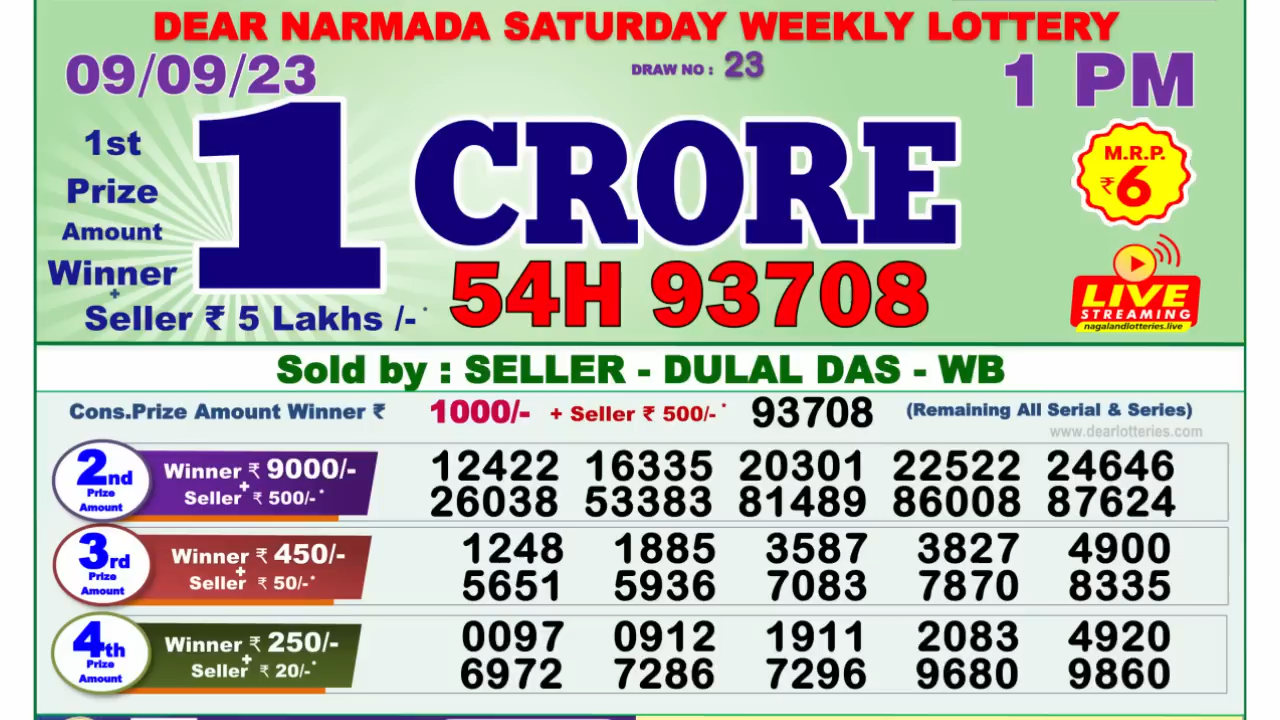 DEAR NARMADA SATURDAY WEEKLY LOTTERY
09/09/23
DRAW NO : 23
1 PM
1st
Prize
Amount
Winner
+
Seller ₹ 5 Lakhs /-*
1 CRORE
54H 93708
M.R.P.
₹6
LIVE
STREAMING
nagalandlotteries.live
Sold by : SELLER - DULAL DAS - WB
Cons.Prize Amount Winner ₹ 1000/- + Seller ₹ 500/-* 93708 (Remaining All Serial & Series)
www.dearlotteries.com
2nd
Prize
Amount
Winner ₹ 9000/-
+
Seller ₹ 500/-*
12422 16335 20301 22522 24646
26038 53383 81489 86008 87624
3rd
Prize
Amount
Winner ₹ 450/-
+
Seller ₹ 50/-*
1248 1885 3587 3827 4900
5651 5936 7083 7870 8335
4th
Prize
Amount
Winner ₹ 250/-
+
Seller ₹ 20/-*
0097 0912 1911 2083 4920
6972 7286 7296 9680 9860